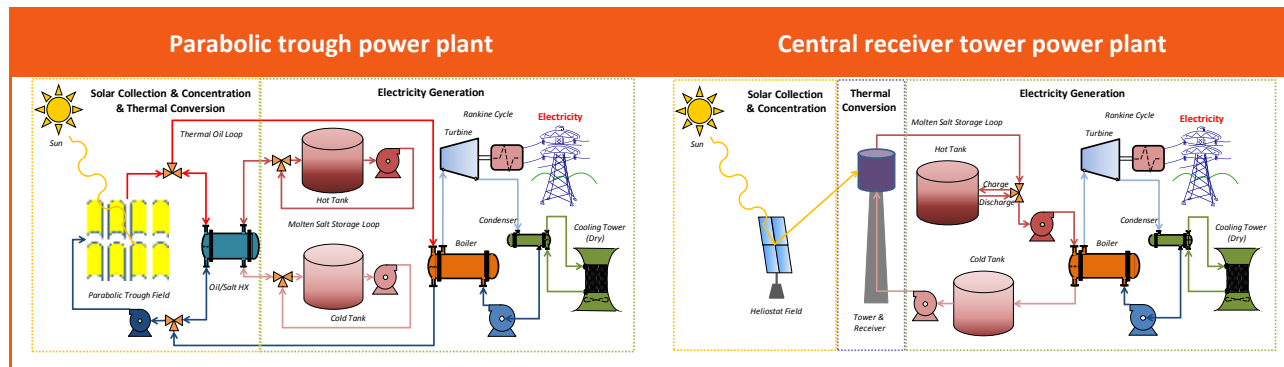 Parabolic trough power plant
Solar Collection & Concentration
& Thermal Conversion
Electricity Generation
Thermal Oil Loop
Rankine Cycle
Electricity
Turbine
Sun
Hot Tank
Molten Salt Storage Loop
Condenser
Cooling Tower
(Dry)
Boiler
Parabolic Trough Field
Oil/Salt HX
Cold Tank
Central receiver tower power plant
Solar Collection
& Concentration
Thermal
Conversion
Electricity Generation
Molten Salt Storage Loop
Rankine Cycle
Electricity
Turbine
Sun
Hot Tank
Charge
Discharge
Condenser
Cooling Tower
(Dry)
Boiler
Cold Tank
Heliostat Field
Tower &
Receiver